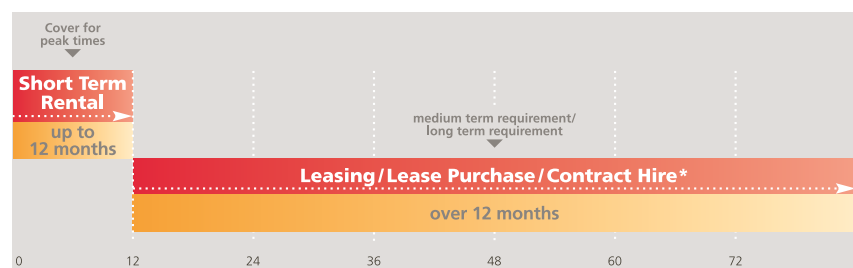 Cover for
peak times
Short Term
Rental
up to
12 months
medium term requirement/
long term requirement
Leasing/Lease Purchase/Contract Hire*
over 12 months
0 12 24 36 48 60 72